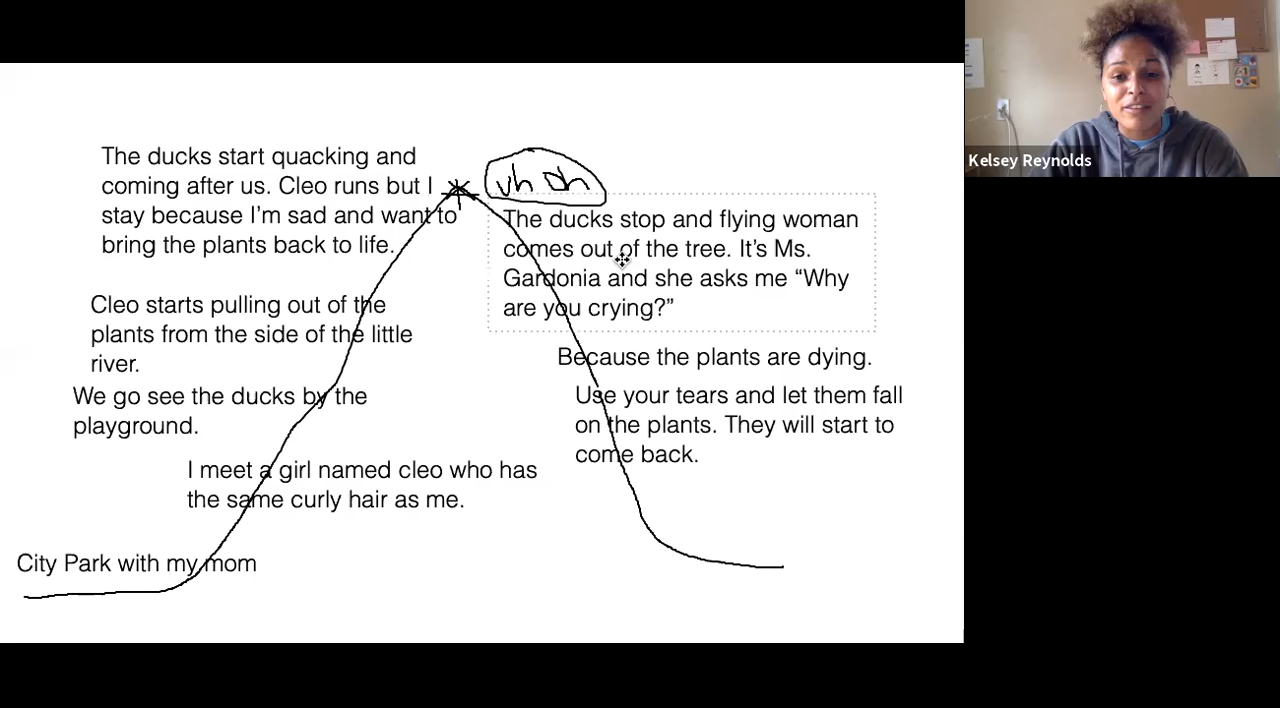 The ducks start quacking and
coming after us. Cleo runs but I
stay because I'm sad and want to
bring the plants back to life.
Cleo starts pulling out of the
plants from the side of the little
river.
We go see the ducks by the
playground.
I meet a girl named cleo who has
the same curly hair as me.
City Park with my mom
uh oh
The ducks stop and flying woman
comes out of the tree. It's Ms.
Gardonia and she asks me “Why
are you crying?”
Because the plants are dying.
Use your tears and let them fall
on the plants. They will start to
come back.
Kelsey Reynolds